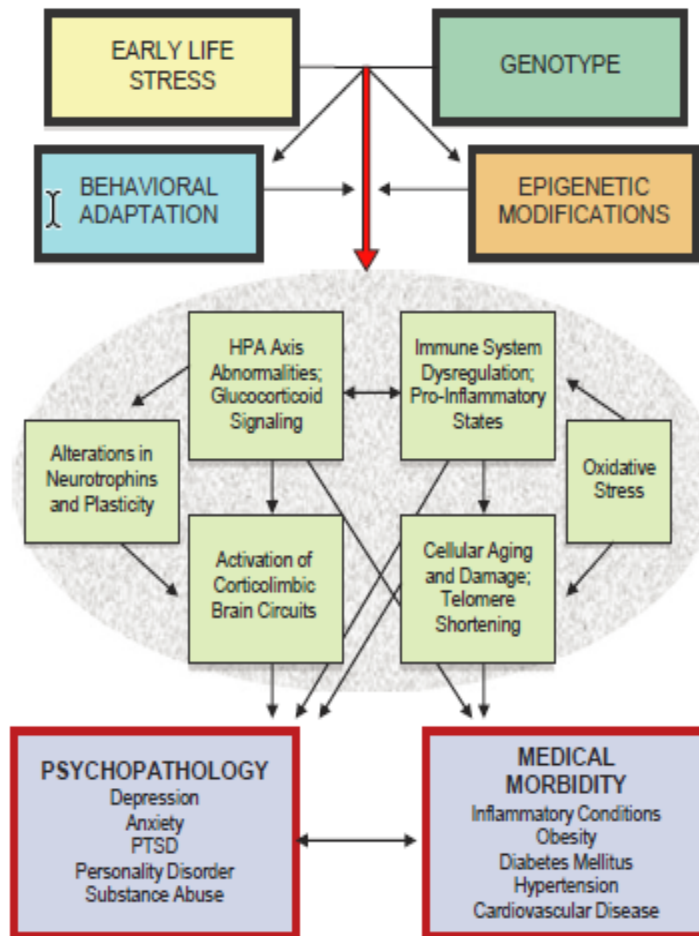 EARLY LIFE
STRESS
GENOTYPE
BEHAVIORAL
ADAPTATION
EPIGENETIC
MODIFICATIONS
HPA Axis
Abnormalities;
Glucocorticoid
Signaling
Immune System
Dysregulation;
Pro-Inflammatory
States
Alterations in
Neurotrophins
and Plasticity
Oxidative
Stress
Activation of
Corticolimbic
Brain Circuits
Cellular Aging
and Damage;
Telomere
Shortening
PSYCHOPATHOLOGY
Depression
Anxiety
PTSD
Personality Disorder
Substance Abuse
MEDICAL
MORBIDITY
Inflammatory Conditions
Obesity
Diabetes Mellitus
Hypertension
Cardiovascular Disease